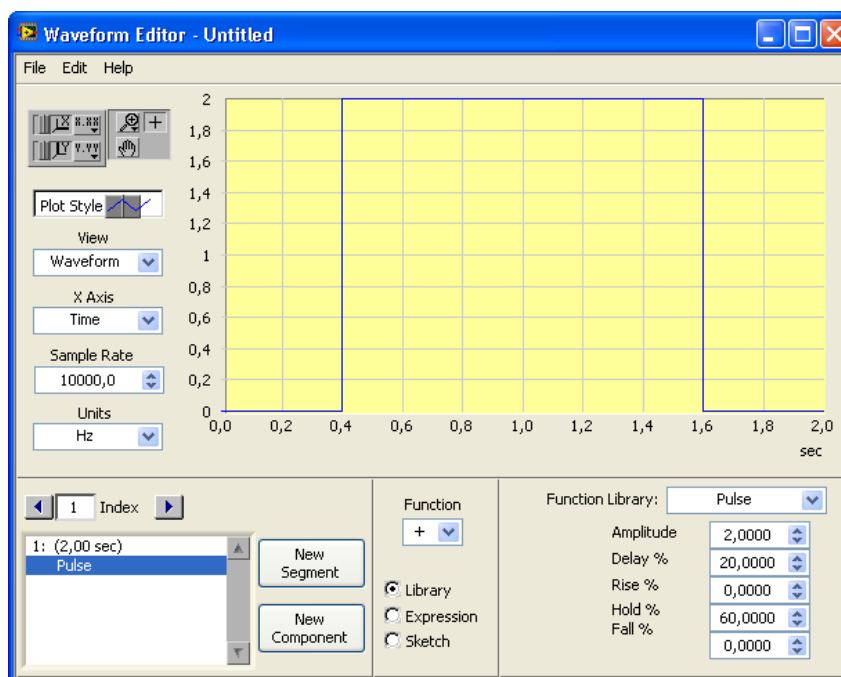 Waveform Editor - Untitled
File Edit Help
X.XX
Y.YY
Plot Style
View
Waveform
X Axis
Time
Sample Rate
10000,0
Units
Hz
2
1,8
1,6
1,4
1,2
1
0,8
0,6
0,4
0,2
0
0,0 0,2 0,4 0,6 0,8 1,0 1,2 1,4 1,6 1,8 2,0
sec
1 Index
1: (2,00 sec)
Pulse
New Segment
New Component
Function
+
Library
Expression
Sketch
Function Library: Pulse
Amplitude 2,0000
Delay % 20,0000
Rise % 0,0000
Hold % 60,0000
Fall % 0,0000